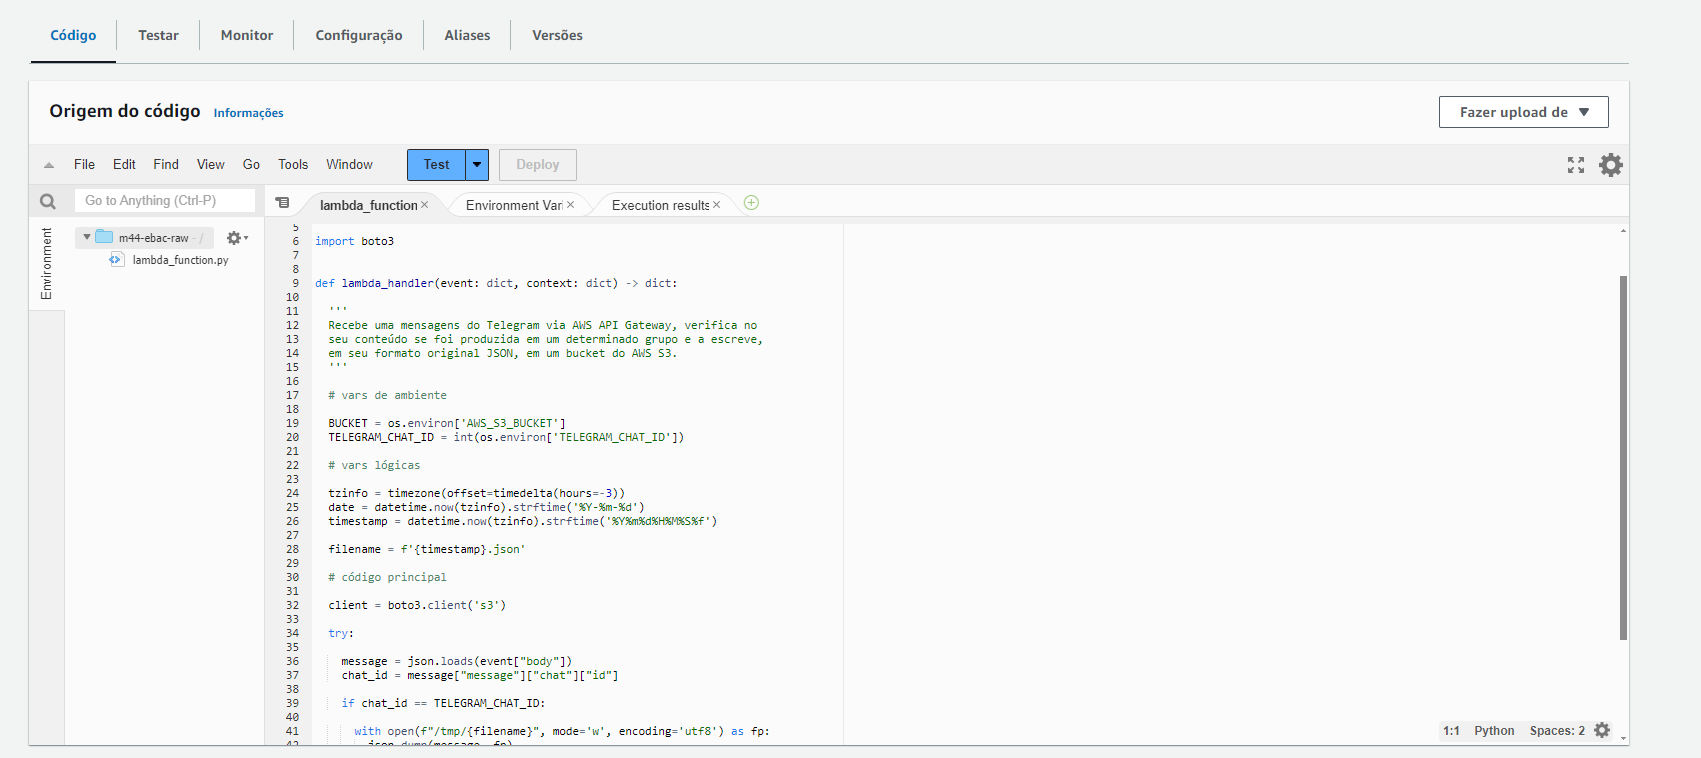 Código Testar Monitor Configuração Aliases Versões
Origem do código Informações Fazer upload de
File Edit Find View Go Tools Window Test Deploy
Go to Anything (Ctrl-P) lambda_function Environment Vari Execution results
Environment
m44-ebac-raw - /
lambda_function.py
5
6 import boto3
7
8
9 def lambda_handler(event: dict, context: dict) -> dict:
10
11 '''
12 Recebe uma mensagens do Telegram via AWS API Gateway, verifica no
13 seu conteúdo se foi produzida em um determinado grupo e a escreve,
14 em seu formato original JSON, em um bucket do AWS S3.
15 '''
16
17 # vars de ambiente
18
19 BUCKET = os.environ['AWS_S3_BUCKET']
20 TELEGRAM_CHAT_ID = int(os.environ['TELEGRAM_CHAT_ID'])
21
22 # vars lógicas
23
24 tzinfo = timezone(offset=timedelta(hours=-3))
25 date = datetime.now(tzinfo).strftime('%Y-%m-%d')
26 timestamp = datetime.now(tzinfo).strftime('%Y%m%d%H%M%S%f')
27
28 filename = f'{timestamp}.json'
29
30 # código principal
31
32 client = boto3.client('s3')
33
34 try:
35
36 message = json.loads(event["body"])
37 chat_id = message["message"]["chat"]["id"]
38
39 if chat_id == TELEGRAM_CHAT_ID:
40
41 with open(f"/tmp/{filename}", mode='w', encoding='utf8') as fp:
42 json.dump(message, fp)
1:1 Python Spaces: 2